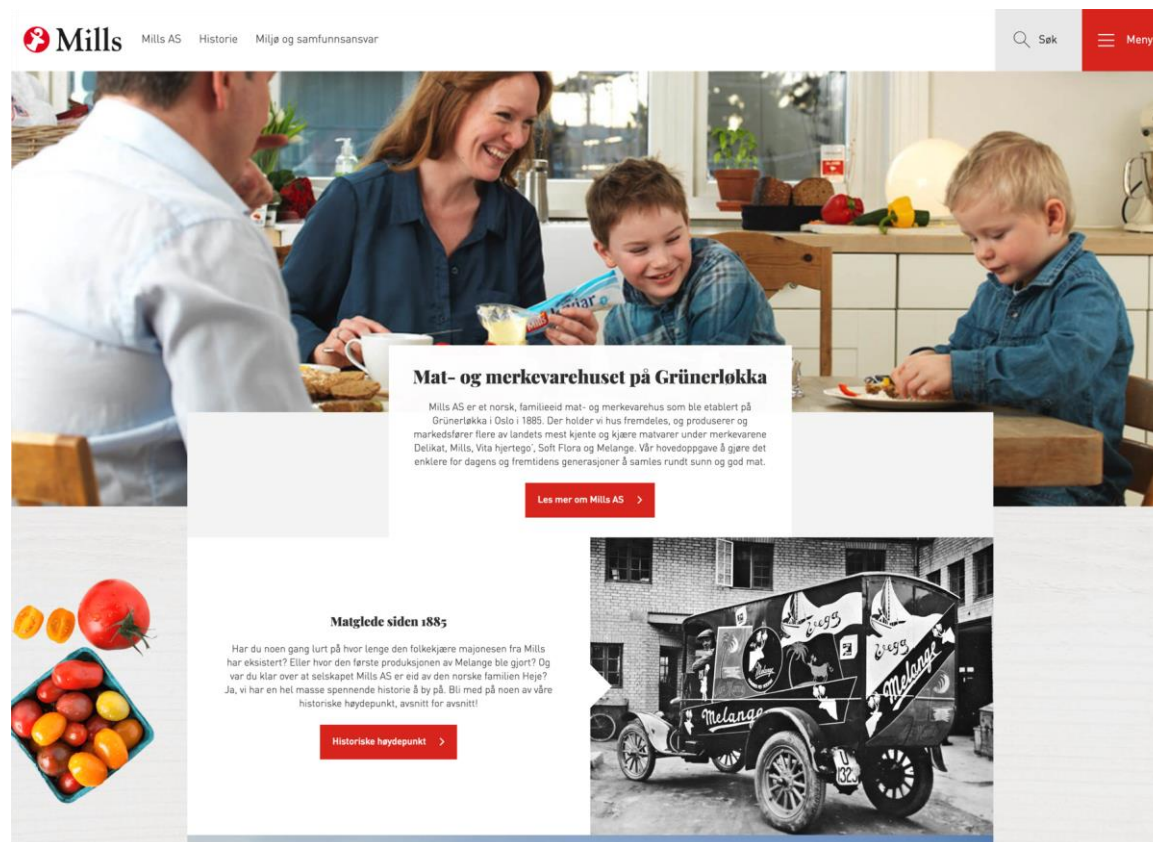 Mills
Mills AS
Historie
Miljø og samfunnsansvar
Søk
Meny
Mills
kaviar
Mat- og merkevarehuset på Grünerløkka
Mills AS er et norsk, familieeid mat- og merkevarehus som ble etablert på
Grünerløkka i Oslo i 1885. Der holder vi hus fremdeles, og produserer og
markedsfører flere av landets mest kjente og kjære matvarer under merkevarene
Delikat, Mills, Vita hjertego', Soft Flora og Melange. Vår hovedoppgave å gjøre det
enklere for dagens og fremtidens generasjoner å samles rundt sunn og god mat.
Les mer om Mills AS
Matglede siden 1885
Har du noen gang lurt på hvor lenge den folkekjære majonesen fra Mills
har eksistert? Eller hvor den første produksjonen av Melange ble gjort? Og
var du klar over at selskapet Mills AS er eid av den norske familien Heje?
Ja, vi har en hel masse spennende historie å by på. Bli med på noen av våre
historiske høydepunkt, avsnitt for avsnitt!
Historiske høydepunkt
Vegg
Vegg
Melange
Melange